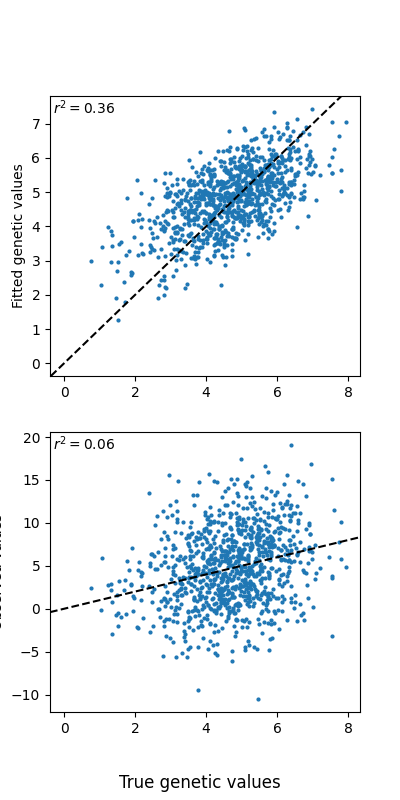 r² = 0.36
Fitted genetic values
7
6
5
4
3
2
1
0
0 2 4 6 8
r² = 0.06
20
15
10
5
0
−5
−10
0 2 4 6 8
True genetic values